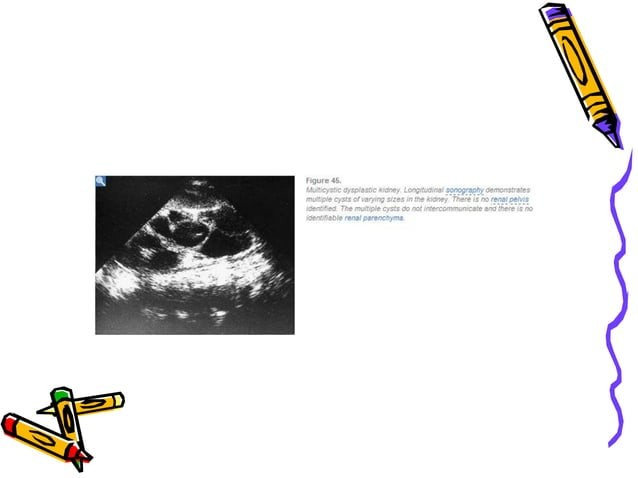 Figure 45.
Multicystic dysplastic kidney. Longitudinal sonography demonstrates
multiple cysts of varying sizes in the kidney. There is no renal pelvis
identified. The multiple cysts do not intercommunicate and there is no
identifiable renal parenchyma.